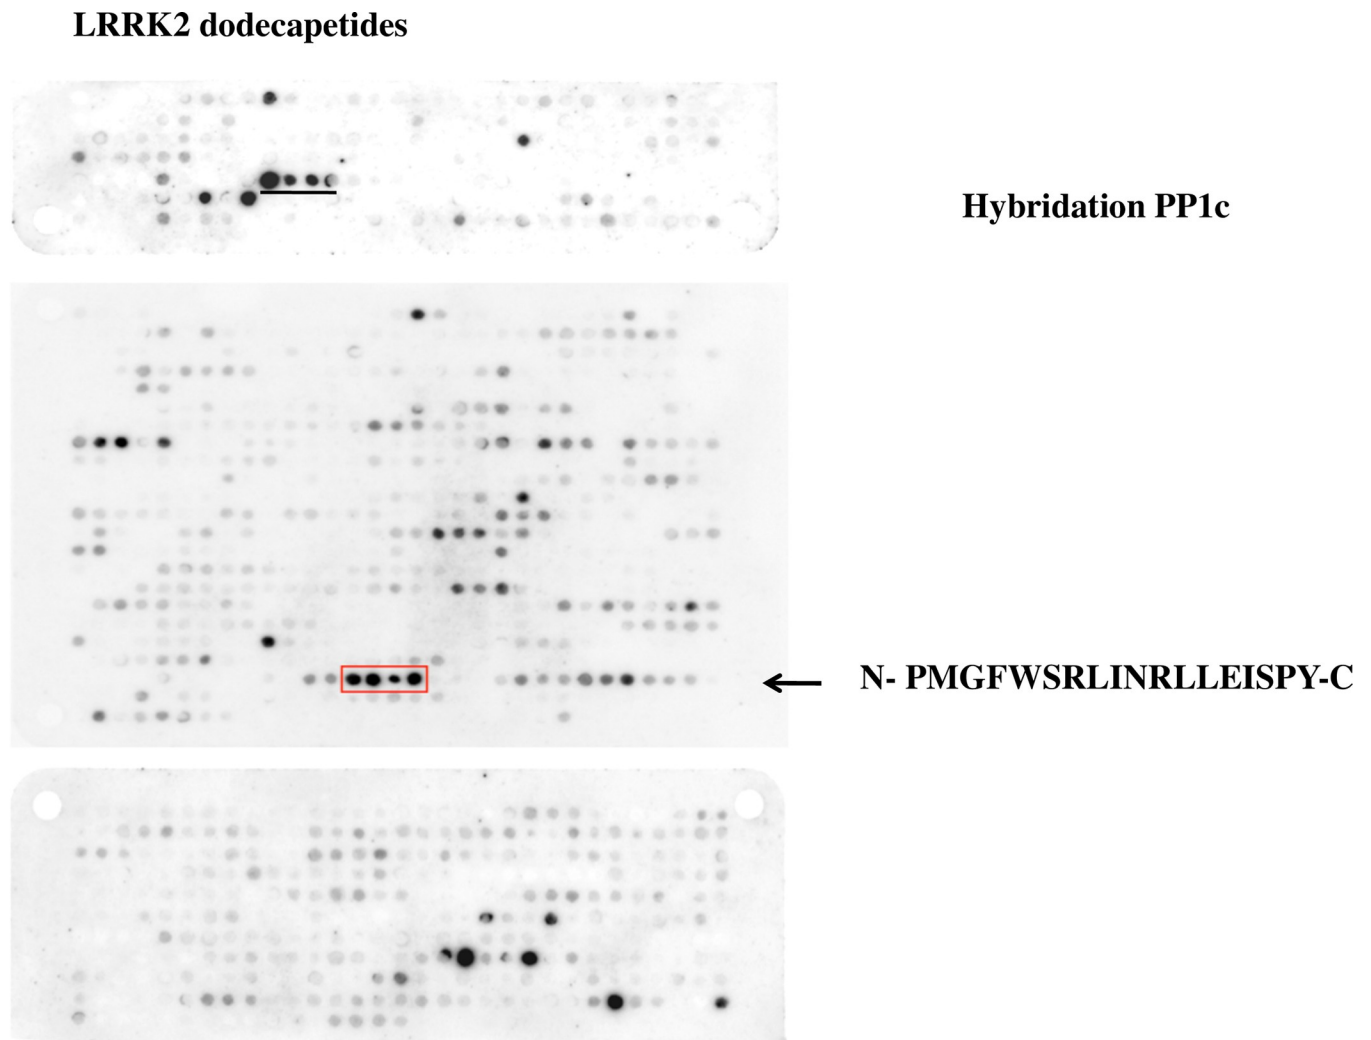 LRRK2 dodecapetides
Hybridation PP1c
N- PMGFWSRLINRLLEISPY-C